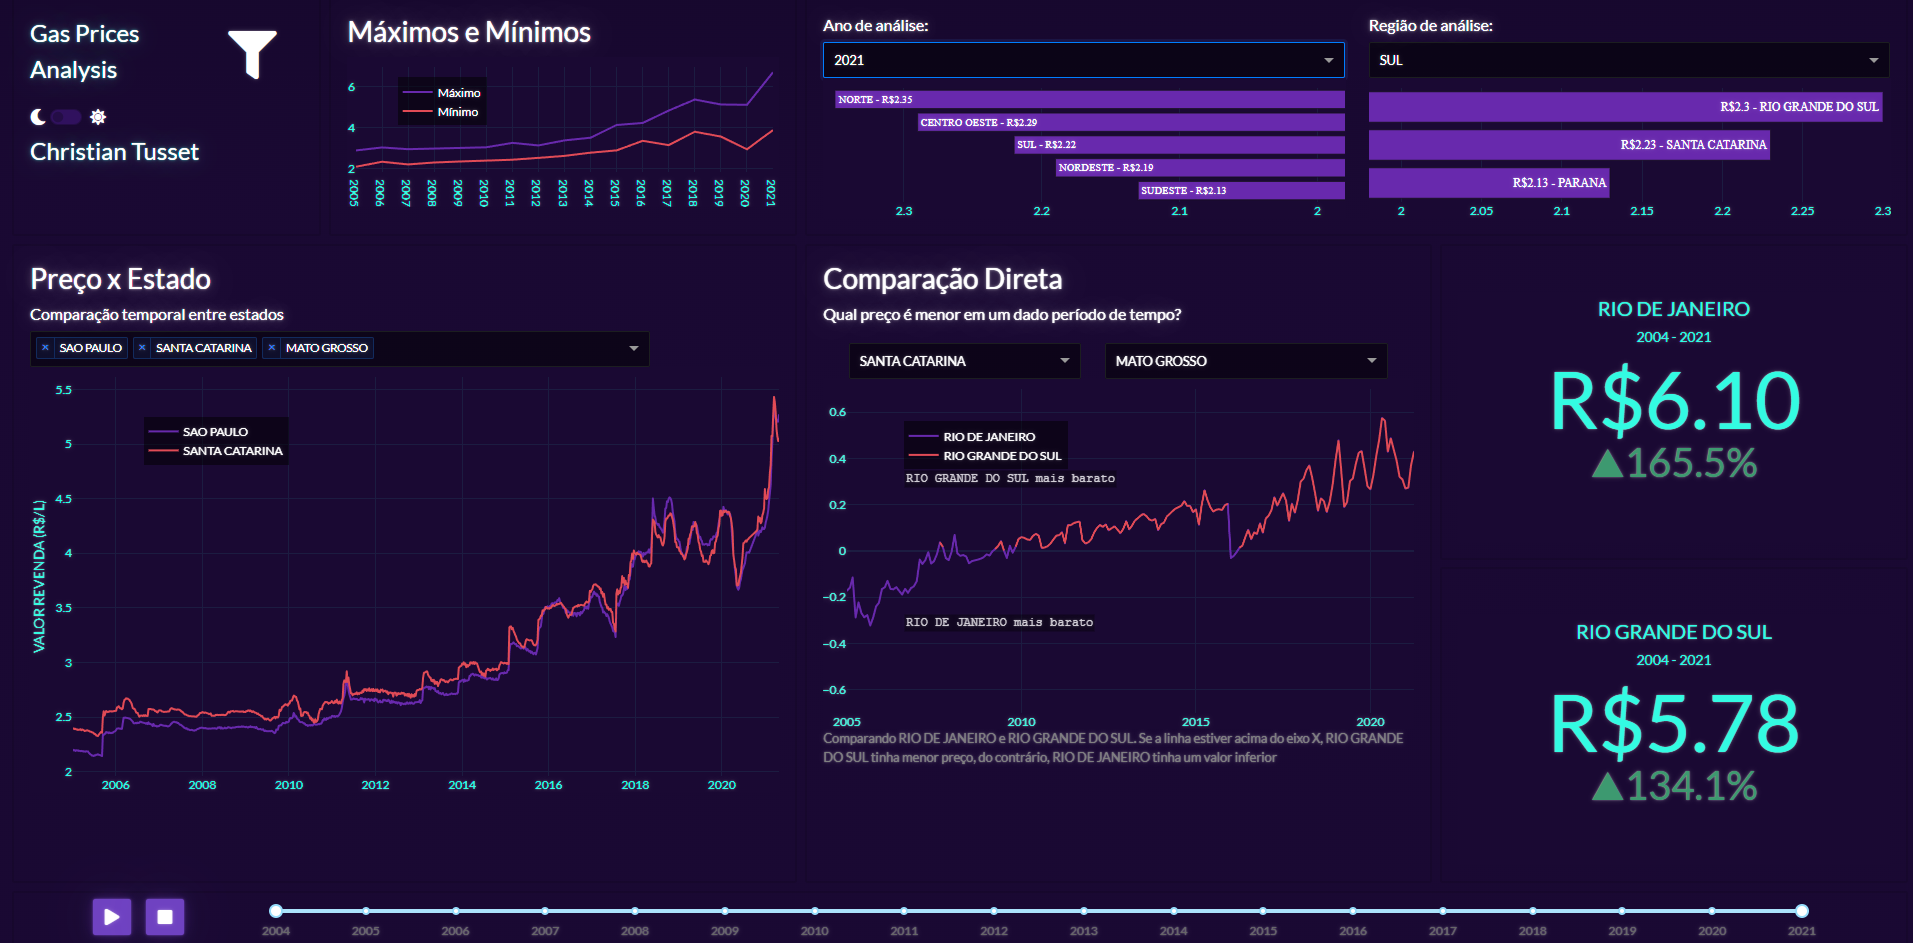 Gas Prices
Analysis
Christian Tusset
Máximos e Mínimos
Máximo
Mínimo
6
4
2
2005 2006 2007 2008 2009 2010 2011 2012 2013 2014 2015 2016 2017 2018 2019 2020 2021
Ano de análise:
2021
NORTE - R$2.35
CENTRO OESTE - R$2.29
SUL - R$2.22
NORDESTE - R$2.19
SUDESTE - R$2.13
2.3 2.2 2.1 2
Região de análise:
SUL
R$2.3 - RIO GRANDE DO SUL
R$2.23 - SANTA CATARINA
R$2.13 - PARANA
2 2.05 2.1 2.15 2.2 2.25 2.3
Preço x Estado
Comparação temporal entre estados
× SAO PAULO × SANTA CATARINA × MATO GROSSO
SAO PAULO
SANTA CATARINA
VALOR REVENDA (R$/L)
5.5
5
4.5
4
3.5
3
2.5
2
2006 2008 2010 2012 2014 2016 2018 2020
Comparação Direta
Qual preço é menor em um dado período de tempo?
SANTA CATARINA
MATO GROSSO
RIO DE JANEIRO
RIO GRANDE DO SUL
RIO GRANDE DO SUL mais barato
RIO DE JANEIRO mais barato
0.6
0.4
0.2
0
−0.2
−0.4
−0.6
2005 2010 2015 2020
Comparando RIO DE JANEIRO e RIO GRANDE DO SUL. Se a linha estiver acima do eixo X, RIO GRANDE
DO SUL tinha menor preço, do contrário, RIO DE JANEIRO tinha um valor inferior
RIO DE JANEIRO
2004 - 2021
R$6.10
▲165.5%
RIO GRANDE DO SUL
2004 - 2021
R$5.78
▲134.1%
2004 2005 2006 2007 2008 2009 2010 2011 2012 2013 2014 2015 2016 2017 2018 2019 2020 2021